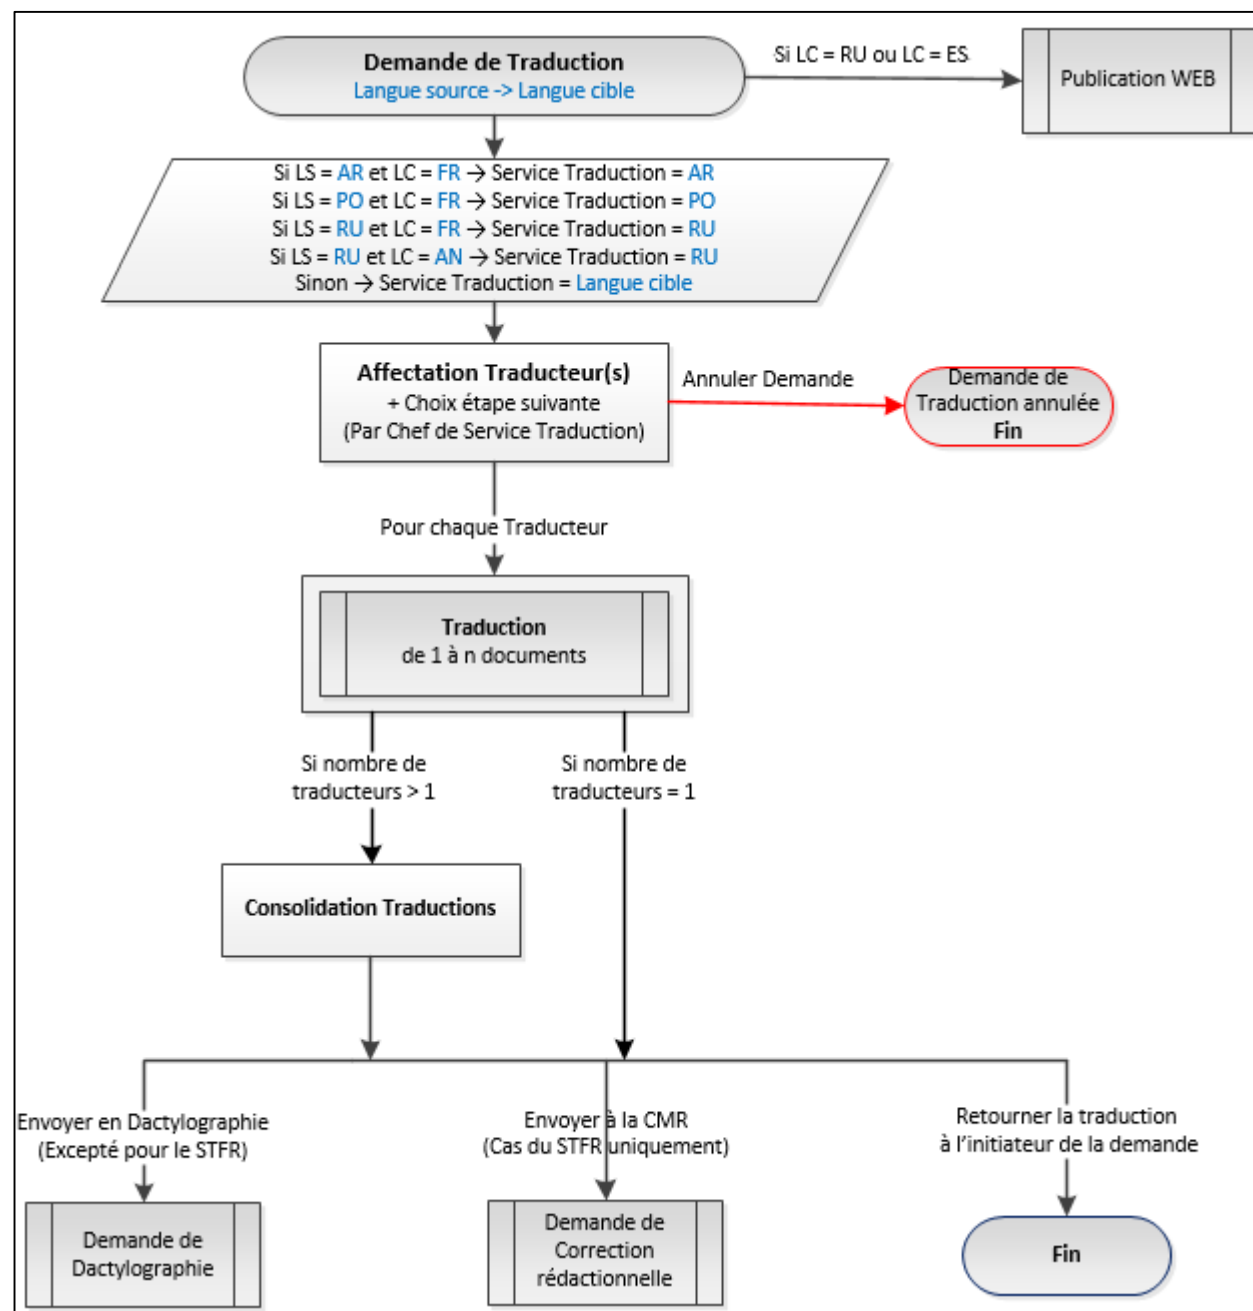 Demande de Traduction
Langue source -> Langue cible
Si LC = RU ou LC = ES
Publication WEB
Si LS = AR et LC = FR → Service Traduction = AR
Si LS = PO et LC = FR → Service Traduction = PO
Si LS = RU et LC = FR → Service Traduction = RU
Si LS = RU et LC = AN → Service Traduction = RU
Sinon → Service Traduction = Langue cible
Affectation Traducteur(s)
+ Choix étape suivante
(Par Chef de Service Traduction)
Annuler Demande
Demande de
Traduction annulée
Fin
Pour chaque Traducteur
Traduction
de 1 à n documents
Si nombre de
traducteurs > 1
Si nombre de
traducteurs = 1
Consolidation Traductions
Envoyer en Dactylographie
(Excepté pour le STFR)
Envoyer à la CMR
(Cas du STFR uniquement)
Retourner la traduction
à l’initiateur de la demande
Demande de
Dactylographie
Demande de
Correction
rédactionnelle
Fin